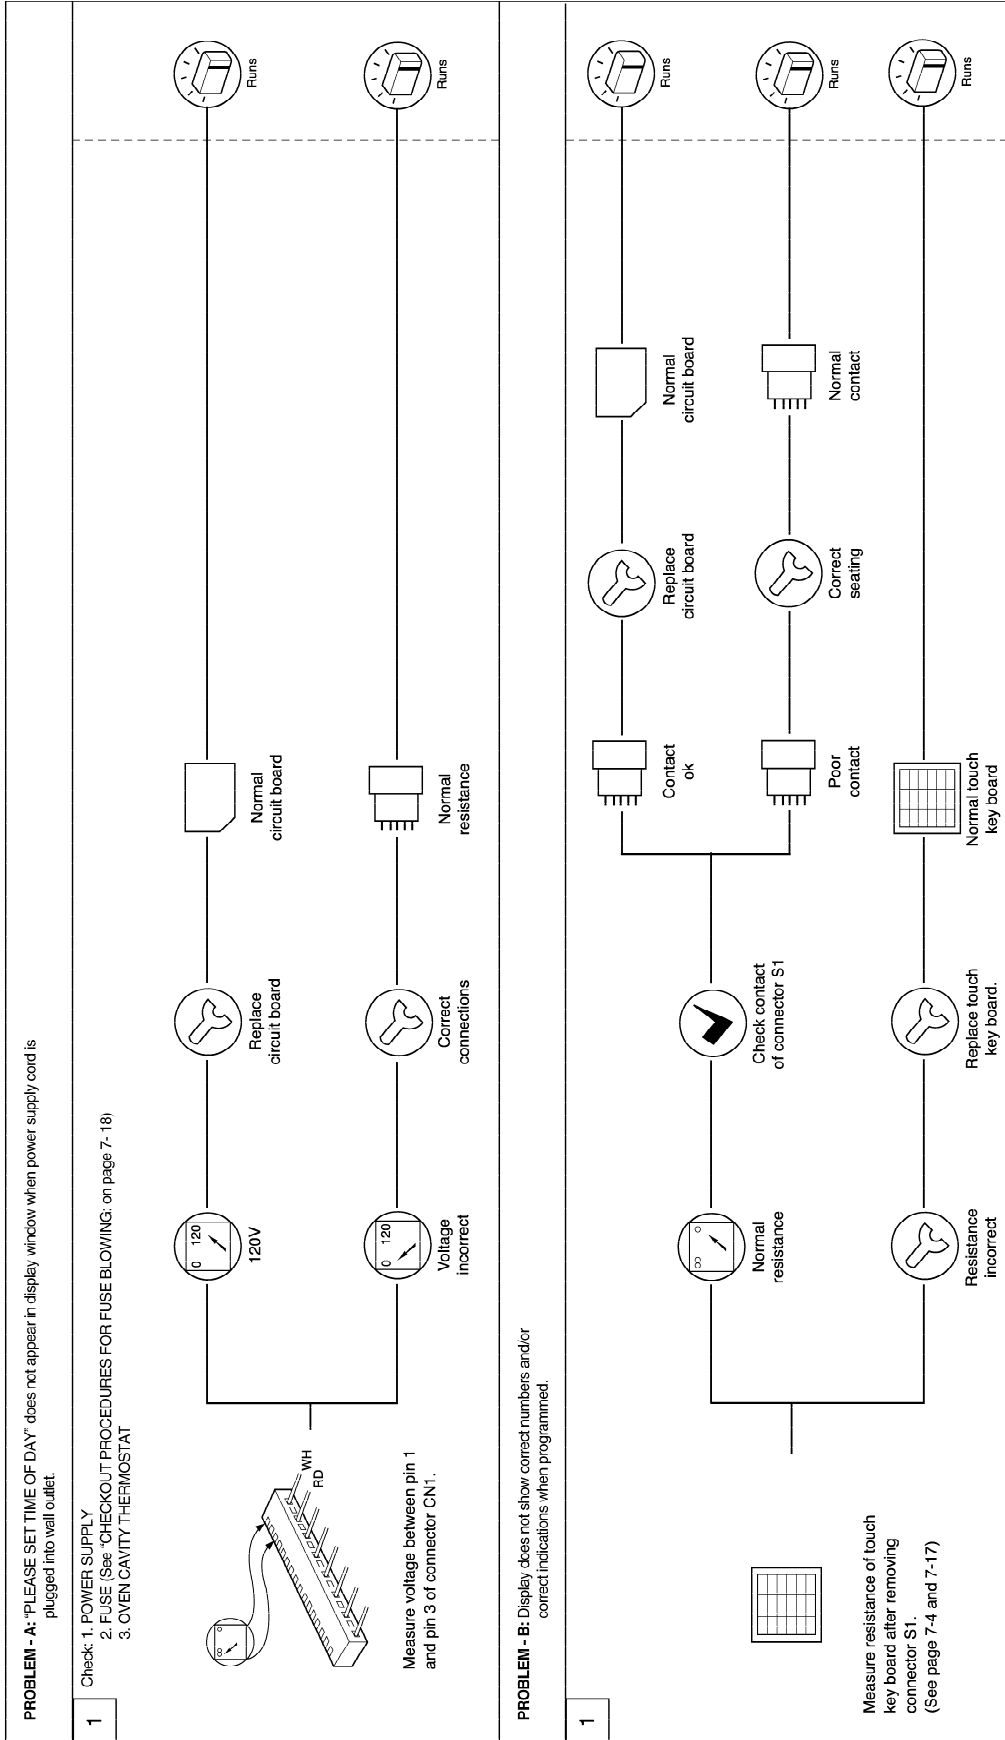 PROBLEM - A: "PLEASE SET TIME OF DAY" does not appear in display window when power supply cord is
plugged into wall outlet.
1
Check: 1. POWER SUPPLY
2. FUSE (See "CHECKOUT PROCEDURES FOR FUSE BLOWING: on page 7- 18)
3. OVEN CAVITY THERMOSTAT
WH
RD
Measure voltage between pin 1
and pin 3 of connector CN1.
0 120
120V
Replace
circuit board
Normal
circuit board
Runs
0 120
Voltage
incorrect
Correct
connections
Normal
resistance
Runs
PROBLEM - B: Display does not show correct numbers and/or
correct indications when programmed.
1
Measure resistance of touch
key board after removing
connector S1.
(See page 7-4 and 7-17)
Normal
resistance
Check contact
of connector S1
Contact
ok
Replace
circuit board
Normal
circuit board
Runs
Poor
contact
Correct
seating
Normal
contact
Runs
Resistance
incorrect
Replace touch
key board.
Normal touch
key board
Runs